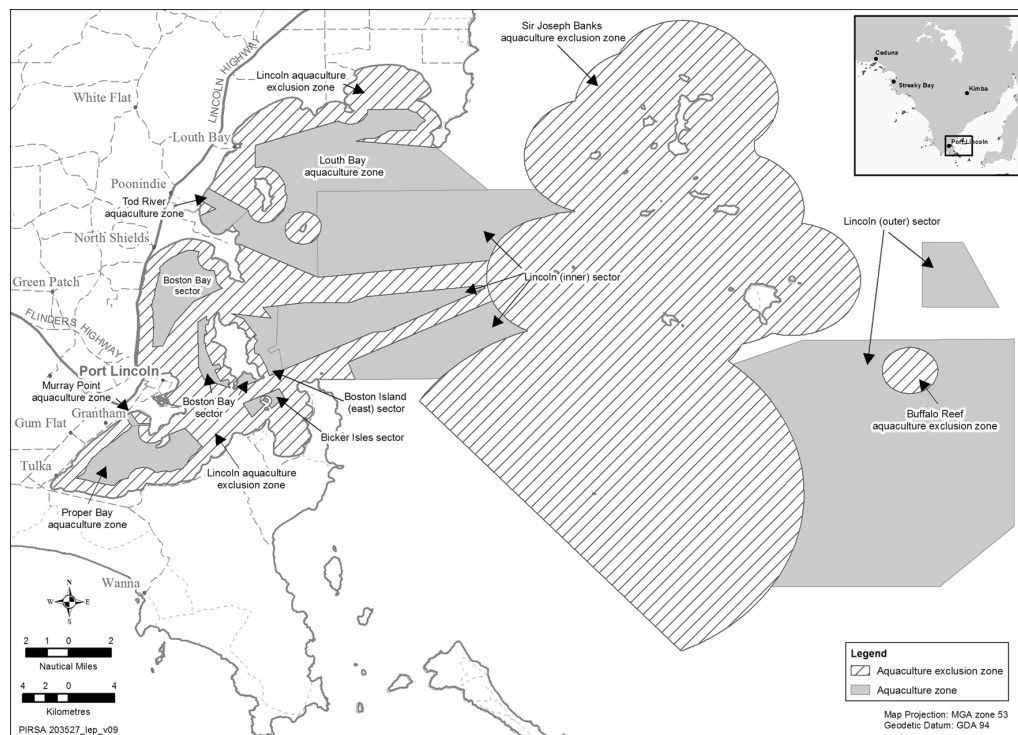 Sir Joseph Banks
aquaculture exclusion zone
Ceduna
Streaky Bay
Kimba
Port Lincoln
LINCOLN HIGHWAY
Lincoln aquaculture
exclusion zone
White Flat
Louth Bay
Louth Bay
aquaculture zone
Poonindie
Tod River
aquaculture zone
Lincoln (outer) sector
North Shields
Lincoln (inner) sector
Boston Bay
sector
Green Patch
FLINDERS HIGHWAY
Port Lincoln
Murray Point
aquaculture zone
Boston Bay
sector
Boston Island
(east) sector
Grantham
Buffalo Reef
aquaculture exclusion zone
Gum Flat
Bicker Isles sector
Tulka
Lincoln aquaculture
exclusion zone
Proper Bay
aquaculture zone
Wanna
N
W E
S
2 1 0 2
Nautical Miles
4 2 0 4
Kilometres
PIRSA 203527_lep_v09
Legend
Aquaculture exclusion zone
Aquaculture zone
Map Projection: MGA zone 53
Geodetic Datum: GDA 94